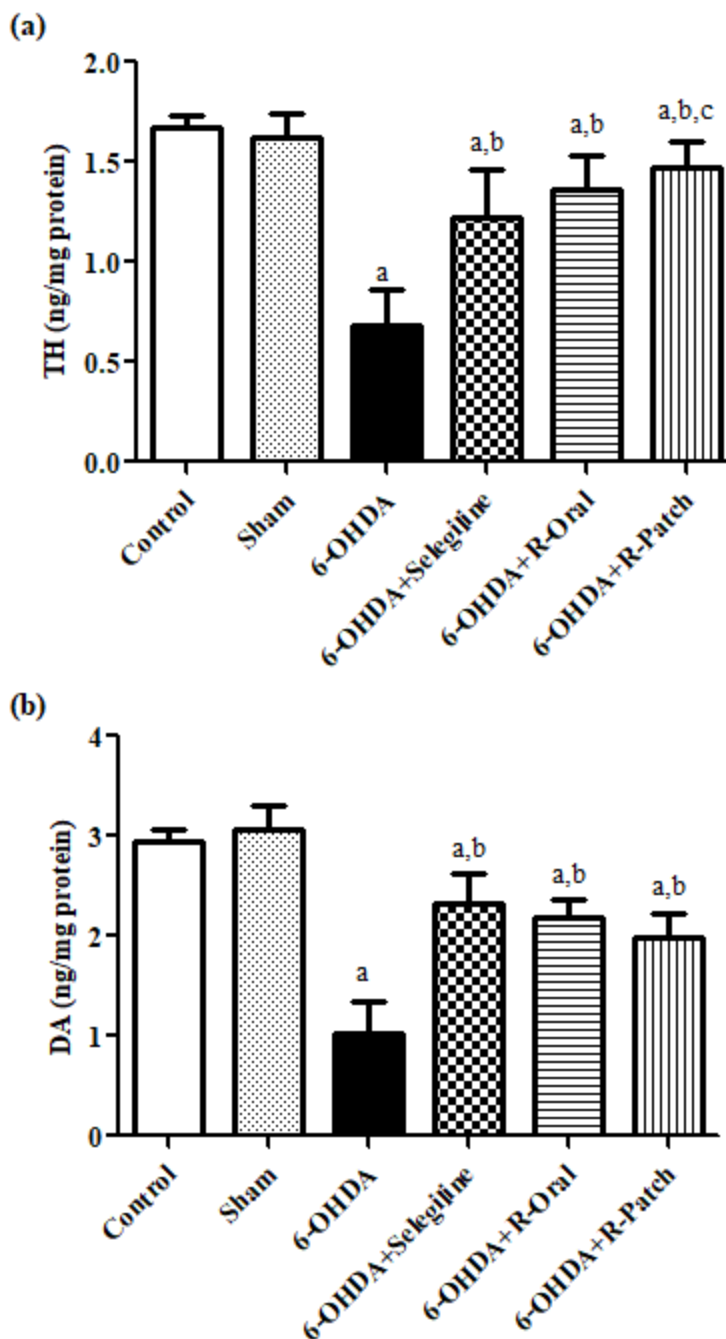 (a)
TH (ng/mg protein)
2.0
1.5
1.0
0.5
0.0
a
a,b
a,b
a,b,c
Control
Sham
6-OHDA
6-OHDA+Selegiline
6-OHDA+R-Oral
6-OHDA+R-Patch
(b)
DA (ng/mg protein)
4
3
2
1
0
a
a,b
a,b
a,b
Control
Sham
6-OHDA
6-OHDA+Selegiline
6-OHDA+R-Oral
6-OHDA+R-Patch